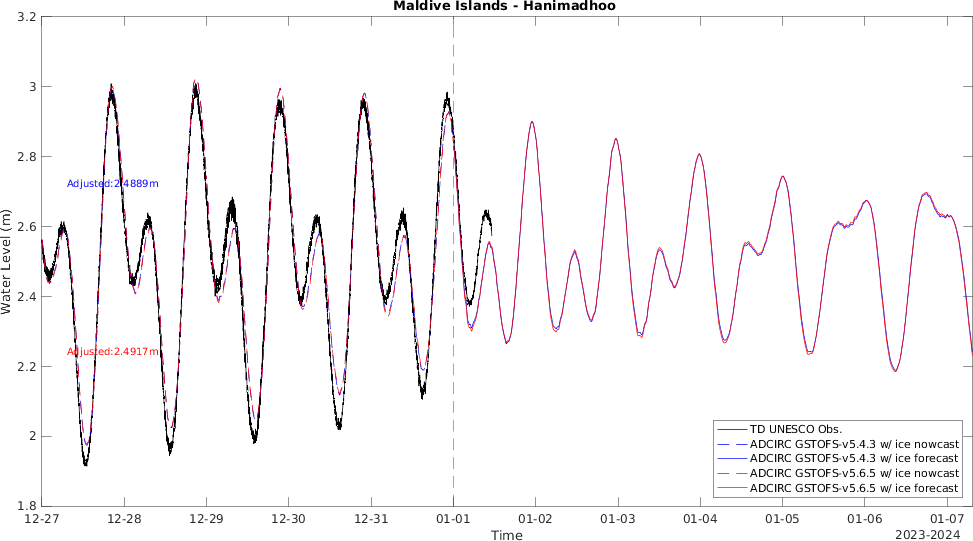 Maldive Islands - Hanimadhoo
3.2
3
2.8
2.6
2.4
2.2
2
1.8
Water Level (m)
Adjusted:2.4889m
Adjusted:2.4917m
TD UNESCO Obs.
ADCIRC GSTOFS-v5.4.3 w/ ice nowcast
ADCIRC GSTOFS-v5.4.3 w/ ice forecast
ADCIRC GSTOFS-v5.6.5 w/ ice nowcast
ADCIRC GSTOFS-v5.6.5 w/ ice forecast
12-27 12-28 12-29 12-30 12-31 01-01 01-02 01-03 01-04 01-05 01-06 01-07
Time
2023-2024